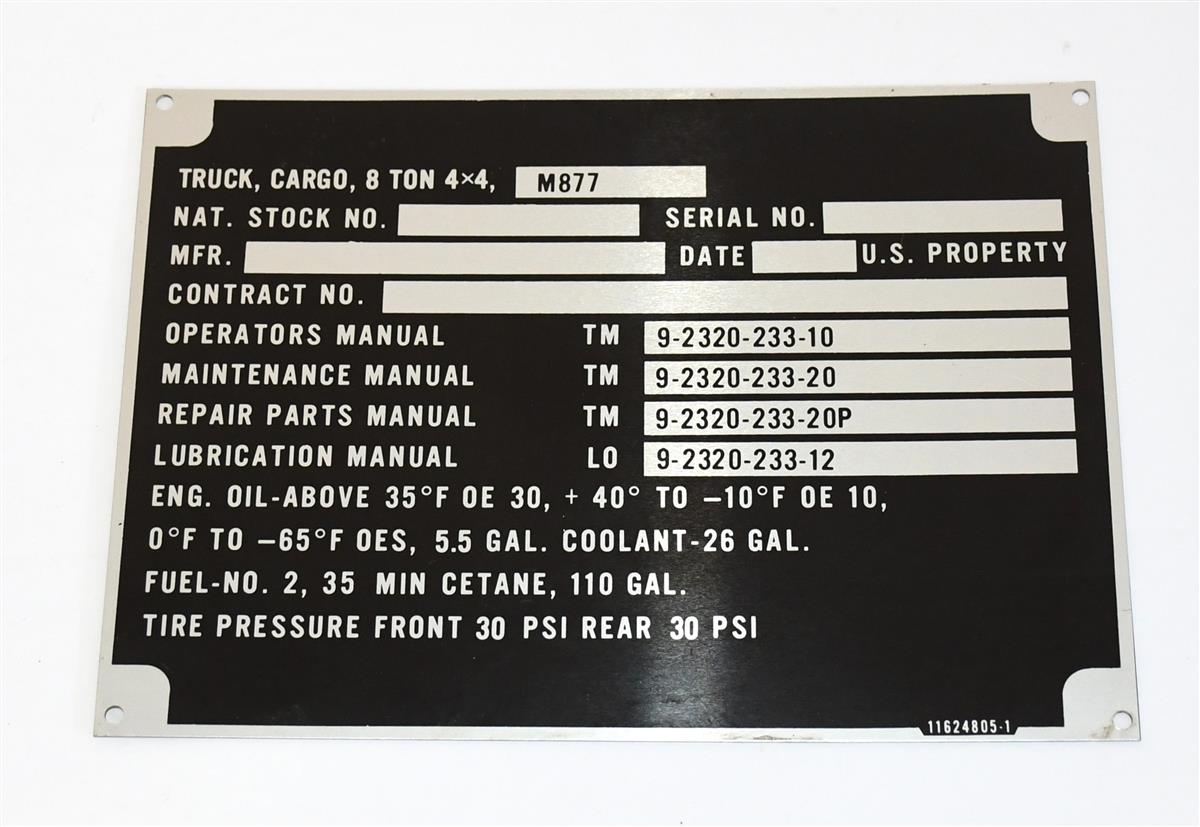 TRUCK, CARGO, 8 TON 4×4, M877
NAT. STOCK NO. SERIAL NO.
MFR. DATE U.S. PROPERTY
CONTRACT NO.
OPERATORS MANUAL TM 9-2320-233-10
MAINTENANCE MANUAL TM 9-2320-233-20
REPAIR PARTS MANUAL TM 9-2320-233-20P
LUBRICATION MANUAL LO 9-2320-233-12
ENG. OIL-ABOVE 35°F OE 30, + 40° TO −10°F OE 10,
0°F TO −65°F OES, 5.5 GAL. COOLANT-26 GAL.
FUEL-NO. 2, 35 MIN CETANE, 110 GAL.
TIRE PRESSURE FRONT 30 PSI REAR 30 PSI
11624805-1